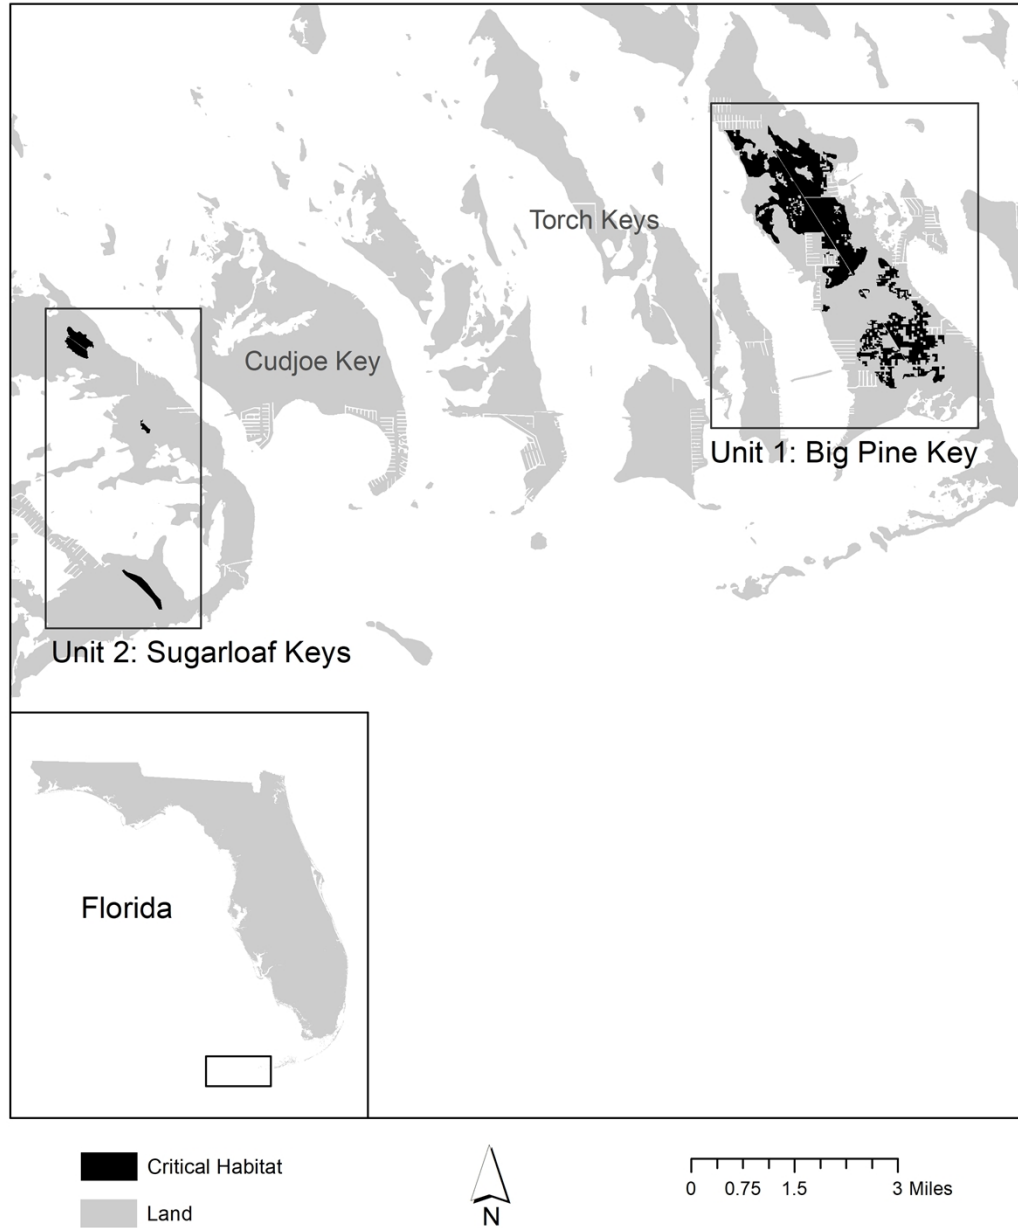 Torch Keys
Cudjoe Key
Unit 1: Big Pine Key
Unit 2: Sugarloaf Keys
Florida
Critical Habitat
Land
N
0 0.75 1.5 3 Miles